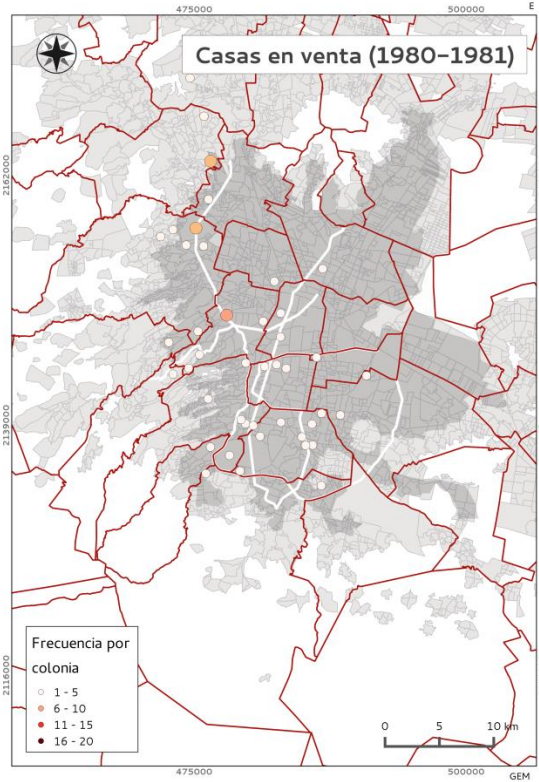 475000
500000
E
Casas en venta (1980–1981)
2162000
2139000
2116000
Frecuencia por
colonia
1 - 5
6 - 10
11 - 15
16 - 20
0 5 10 km
475000
500000
GEM